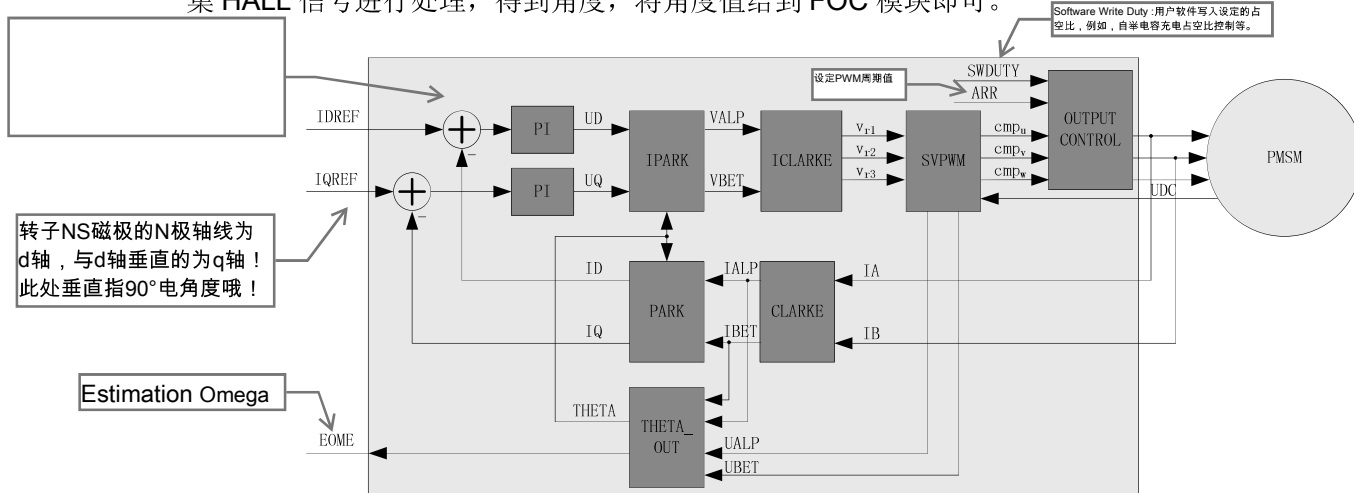 集 HALL 信号进行处理，得到角度，将角度值给到 FOC 模块即可。
Software Write Duty :用户软件写入设定的占
空比，例如，自举电容充电占空比控制等。
设定PWM周期值
SWDUTY
ARR
IDREF
PI
UD
IPARK
VALP
ICLARKE
vr1
vr2
vr3
SVPWM
cmpu
cmpv
cmpw
OUTPUT
CONTROL
PMSM
IQREF
PI
UQ
VBET
UDC
转子NS磁极的N极轴线为
d轴，与d轴垂直的为q轴！
此处垂直指90°电角度哦！
ID
PARK
IALP
CLARKE
IA
IQ
IBET
IB
Estimation Omega
THETA
THETA_
OUT
EOME
UALP
UBET